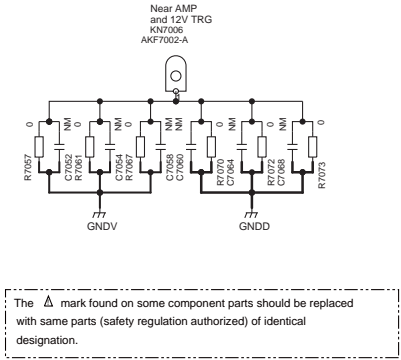 Near AMP
and 12V TRG
KN7006
AKF7002-A
0
NM
0
NM
0
NM
NM
0
NM
0
NM
0
R7057
C7052
R7061
C7054
R7067
C7058
C7060
R7070
C7064
R7072
C7068
R7073
GNDV
GNDD
The ⚠ mark found on some component parts should be replaced
with same parts (safety regulation authorized) of identical
designation.